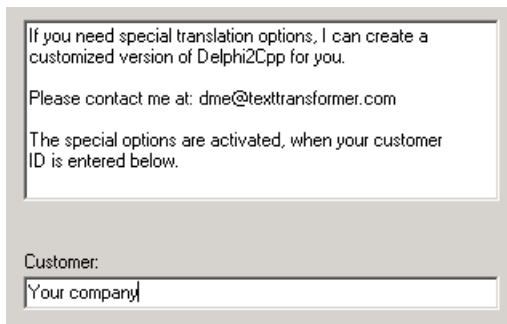 If you need special translation options, I can create a
customized version of Delphi2Cpp for you.
Please contact me at: dme@texttransformer.com
The special options are activated, when your customer
ID is entered below.
Customer:
Your company